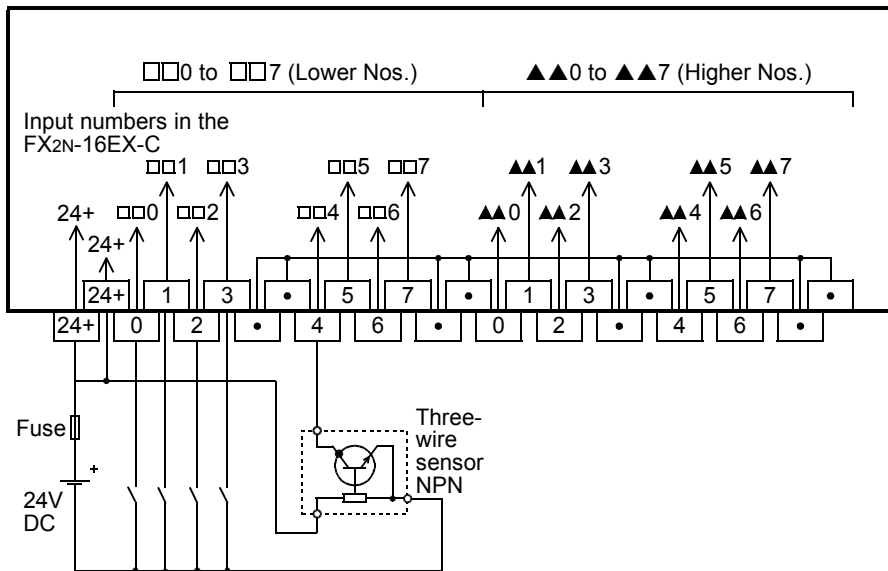 □□0 to □□7 (Lower Nos.) ▲▲0 to ▲▲7 (Higher Nos.)
Input numbers in the
FX2N-16EX-C
□□1 □□3 □□5 □□7 ▲▲1 ▲▲3 ▲▲5 ▲▲7
24+ □□0 □□2 □□4 □□6 ▲▲0 ▲▲2 ▲▲4 ▲▲6
24+
24+ 1 3 • 5 7 • 1 3 • 5 7 •
24+ 0 2 • 4 6 • 0 2 • 4 6 •
Fuse
Three-
wire
sensor
NPN
+
24V
DC